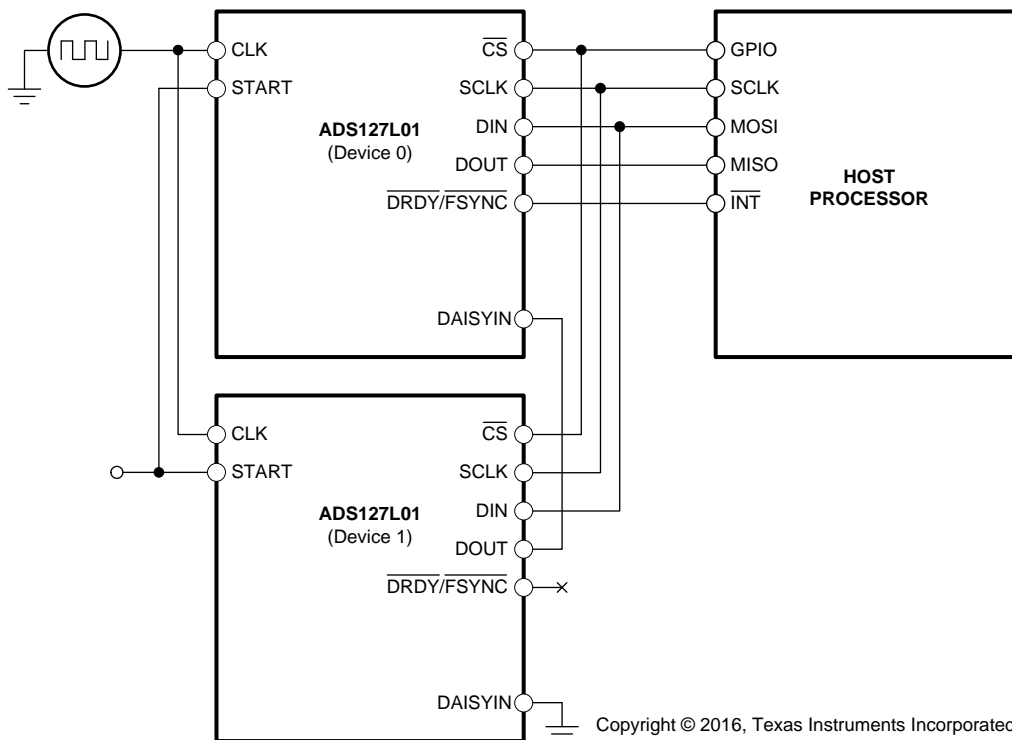 CLK
START
ADS127L01
(Device 0)
CS
SCLK
DIN
DOUT
DRDY/FSYNC
DAISYIN
GPIO
SCLK
MOSI
MISO
INT
HOST
PROCESSOR
CLK
START
ADS127L01
(Device 1)
CS
SCLK
DIN
DOUT
DRDY/FSYNC
DAISYIN
Copyright © 2016, Texas Instruments Incorporated